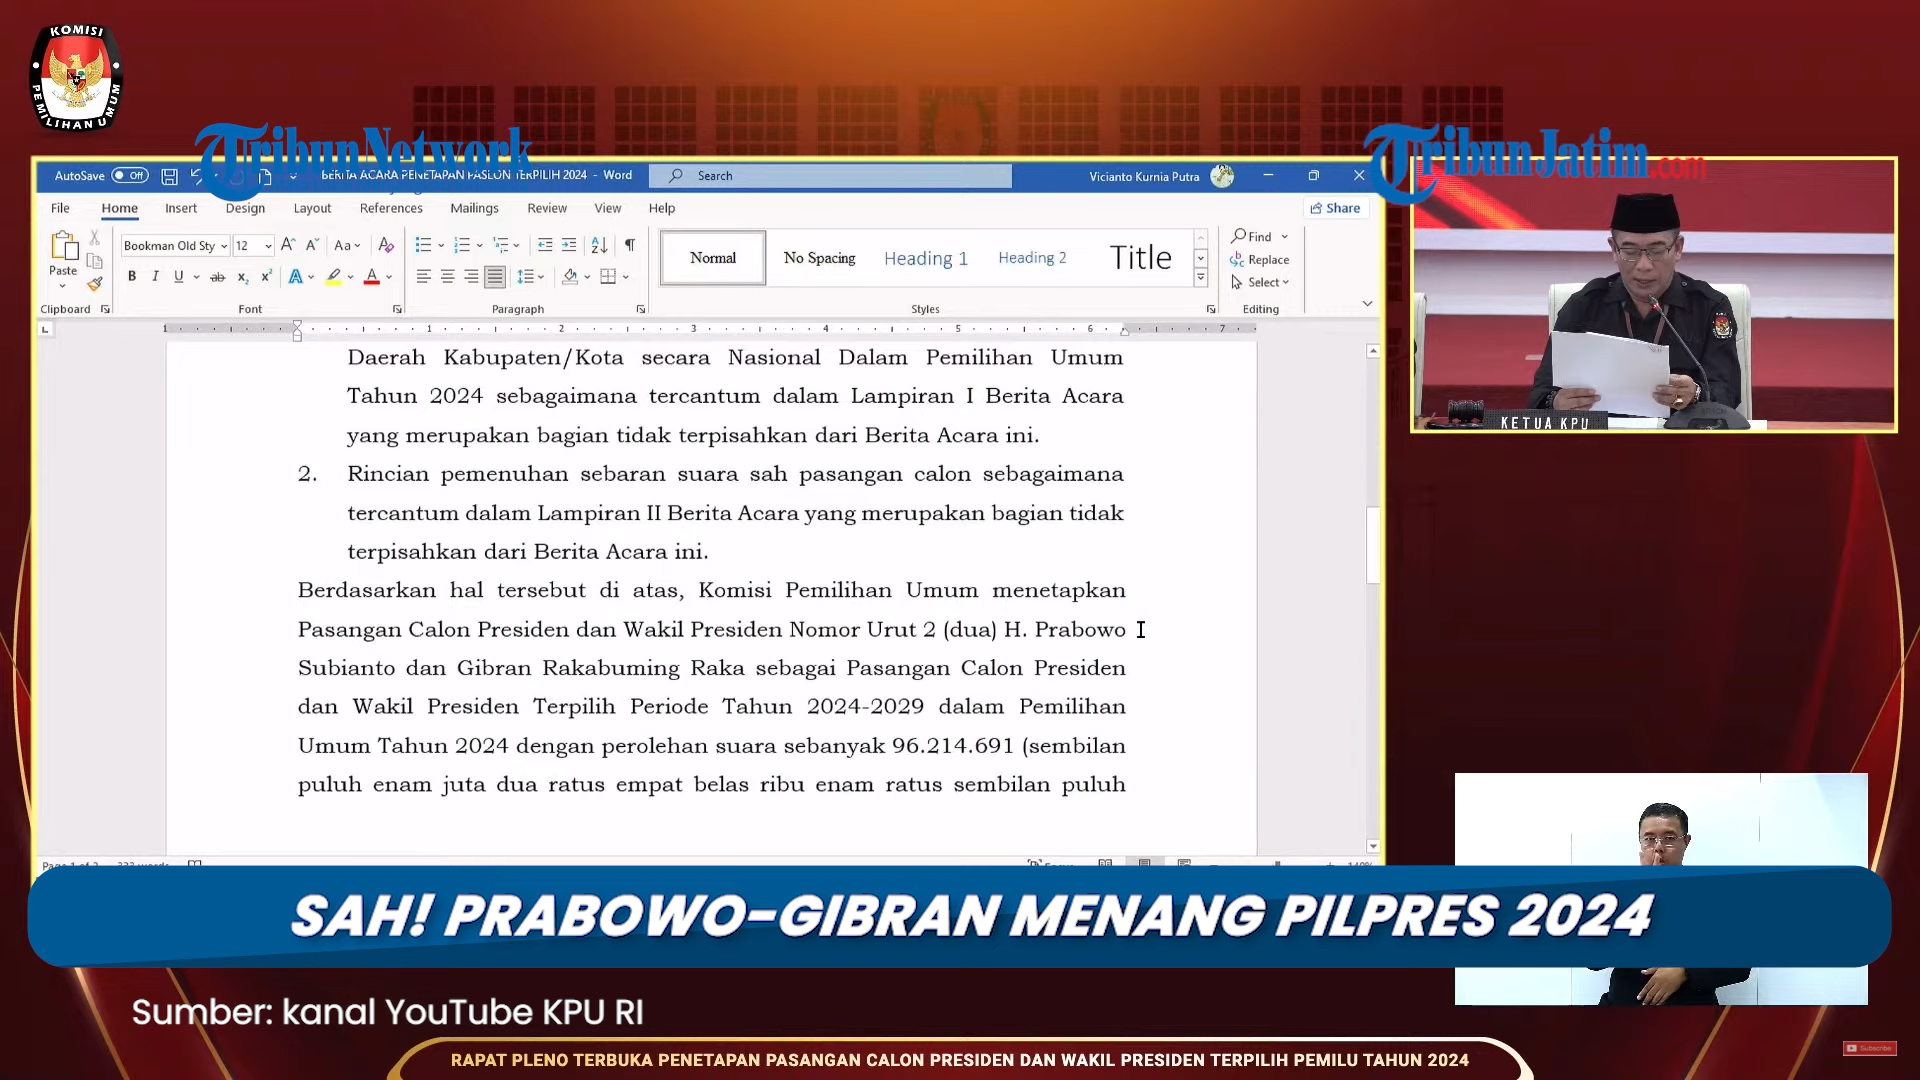 KOMISI
PEMILIHAN UMUM
TribunNetwork
TribunJatim.com
AutoSave Off
BERITA ACARA PENETAPAN PASLON TERPILIH 2024 - Word
Search
Vicianto Kurnia Putra
File Home Insert Design Layout References Mailings Review View Help
Share
Bookman Old Sty 12
Paste
Normal
No Spacing
Heading 1
Heading 2
Title
Find
Replace
Select
Clipboard Font Paragraph Styles Editing
1 1 2 3 4 5 6 7
Daerah Kabupaten/Kota secara Nasional Dalam Pemilihan Umum
Tahun 2024 sebagaimana tercantum dalam Lampiran I Berita Acara
yang merupakan bagian tidak terpisahkan dari Berita Acara ini.
2. Rincian pemenuhan sebaran suara sah pasangan calon sebagaimana
tercantum dalam Lampiran II Berita Acara yang merupakan bagian tidak
terpisahkan dari Berita Acara ini.
Berdasarkan hal tersebut di atas, Komisi Pemilihan Umum menetapkan
Pasangan Calon Presiden dan Wakil Presiden Nomor Urut 2 (dua) H. Prabowo
Subianto dan Gibran Rakabuming Raka sebagai Pasangan Calon Presiden
dan Wakil Presiden Terpilih Periode Tahun 2024-2029 dalam Pemilihan
Umum Tahun 2024 dengan perolehan suara sebanyak 96.214.691 (sembilan
puluh enam juta dua ratus empat belas ribu enam ratus sembilan puluh
KETUA KPU
SAH! PRABOWO-GIBRAN MENANG PILPRES 2024
Sumber: kanal YouTube KPU RI
Subscribe
RAPAT PLENO TERBUKA PENETAPAN PASANGAN CALON PRESIDEN DAN WAKIL PRESIDEN TERPILIH PEMILU TAHUN 2024